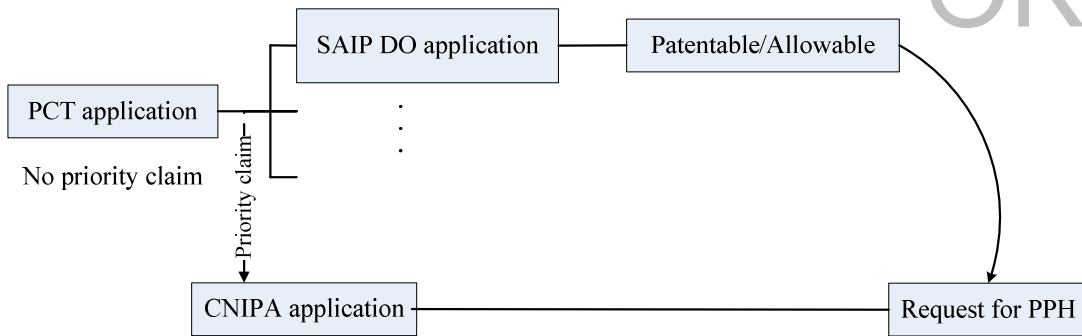 SAIP DO application
Patentable/Allowable
PCT application
No priority claim
Priority claim
CNIPA application
Request for PPH